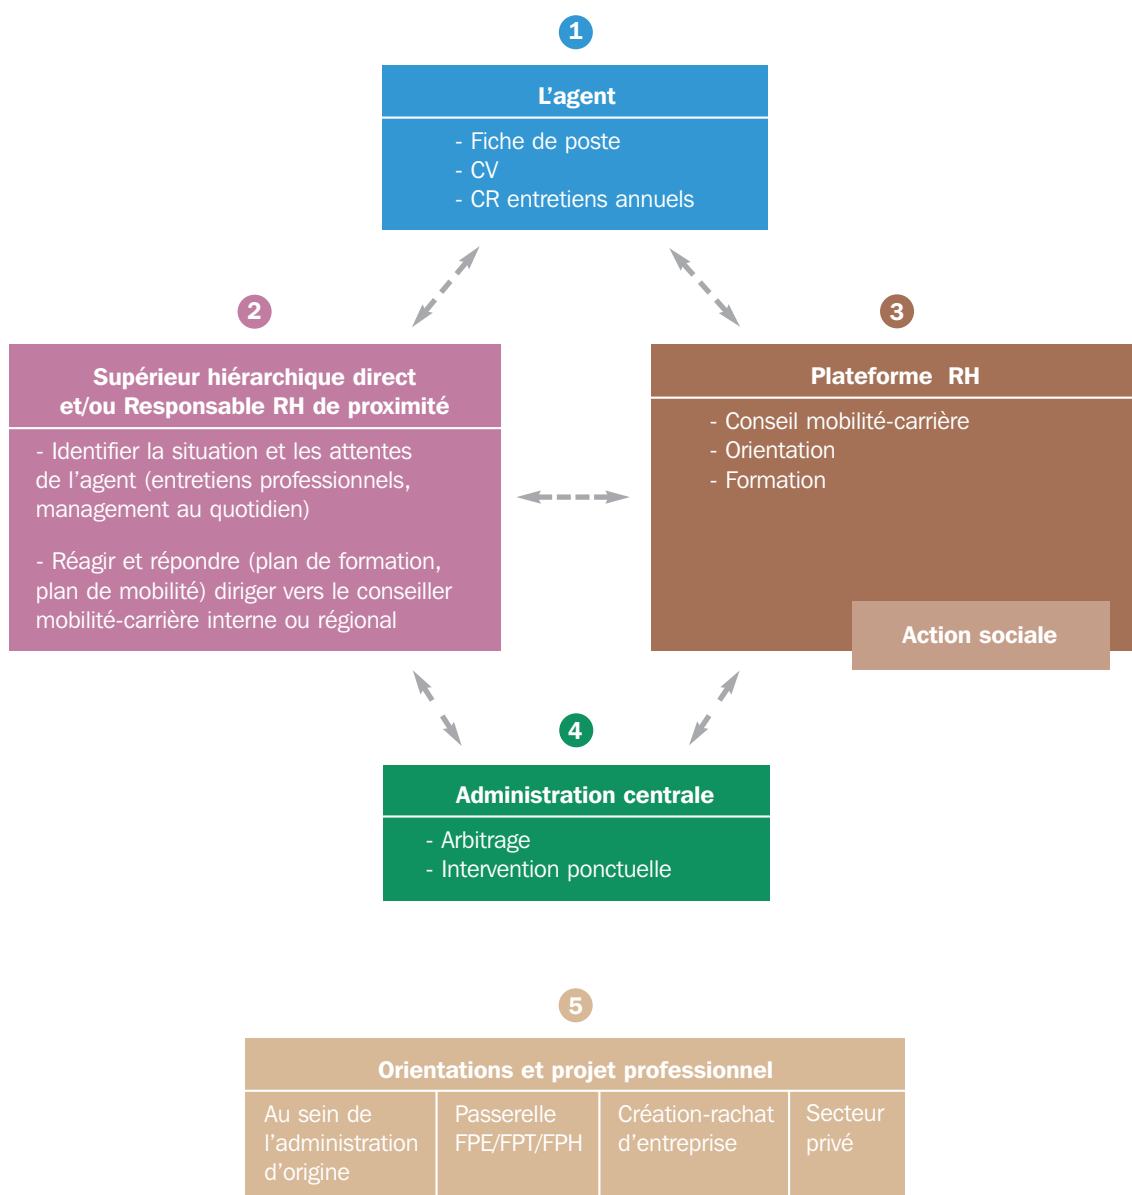 1
L'agent
- Fiche de poste
- CV
- CR entretiens annuels
2
Supérieur hiérarchique direct
et/ou Responsable RH de proximité
- Identifier la situation et les attentes
de l'agent (entretiens professionnels,
management au quotidien)
- Réagir et répondre (plan de formation,
plan de mobilité) diriger vers le conseiller
mobilité-carrière interne ou régional
3
Plateforme RH
- Conseil mobilité-carrière
- Orientation
- Formation
Action sociale
4
Administration centrale
- Arbitrage
- Intervention ponctuelle
5
Orientations et projet professionnel
Au sein de
l'administration
d'origine
Passerelle
FPE/FPT/FPH
Création-rachat
d'entreprise
Secteur
privé